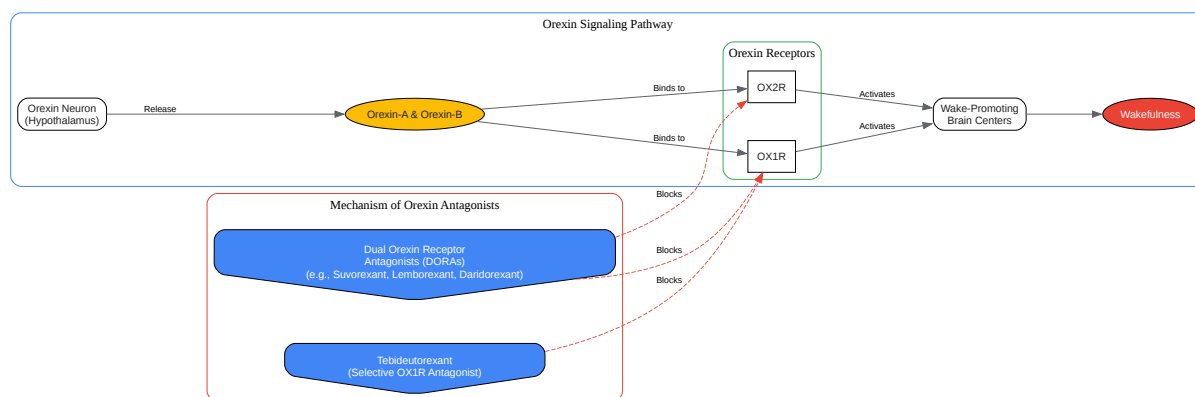 Orexin Signaling Pathway
Orexin Receptors
Orexin Neuron
(Hypothalamus)
Release
Orexin-A & Orexin-B
Binds to
Binds to
OX2R
OX1R
Activates
Activates
Wake-Promoting
Brain Centers
Wakefulness
Mechanism of Orexin Antagonists
Dual Orexin Receptor
Antagonists (DORAs)
(e.g., Suvorexant, Lemborexant, Daridorexant)
Blocks
Blocks
Blocks
Tebideutorexant
(Selective OX1R Antagonist)